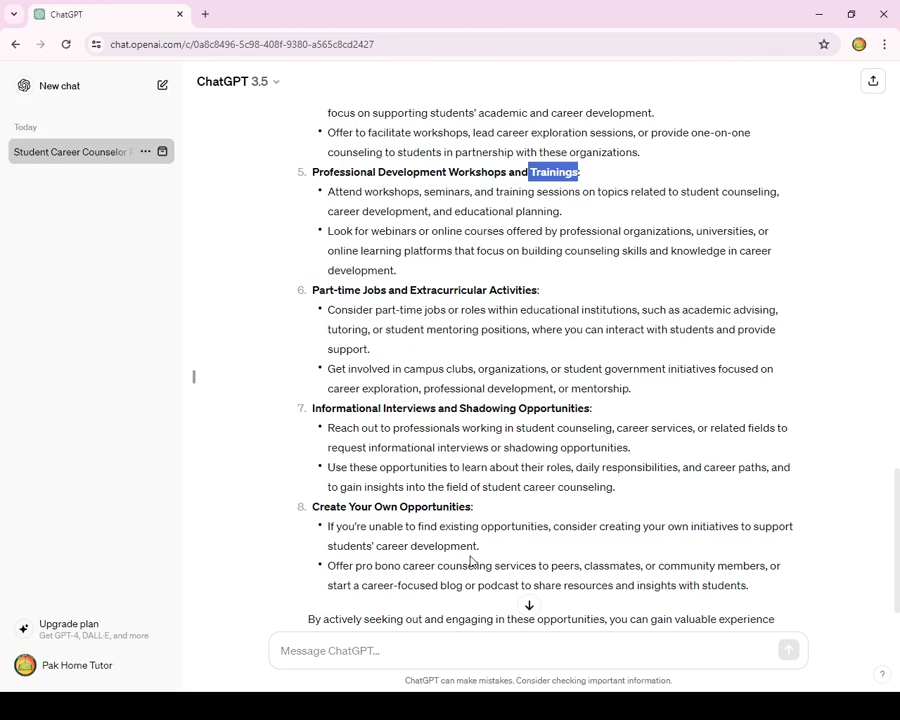 ChatGPT
chat.openai.com/c/0a8c8496-5c98-408f-9380-a565c8cd2427
New chat
Today
Student Career Counselor
Upgrade plan
Get GPT-4, DALL·E, and more
Pak Home Tutor
ChatGPT 3.5
focus on supporting students' academic and career development.
• Offer to facilitate workshops, lead career exploration sessions, or provide one-on-one
counseling to students in partnership with these organizations.
5. Professional Development Workshops and Trainings:
• Attend workshops, seminars, and training sessions on topics related to student counseling,
career development, and educational planning.
• Look for webinars or online courses offered by professional organizations, universities, or
online learning platforms that focus on building counseling skills and knowledge in career
development.
6. Part-time Jobs and Extracurricular Activities:
• Consider part-time jobs or roles within educational institutions, such as academic advising,
tutoring, or student mentoring positions, where you can interact with students and provide
support.
• Get involved in campus clubs, organizations, or student government initiatives focused on
career exploration, professional development, or mentorship.
7. Informational Interviews and Shadowing Opportunities:
• Reach out to professionals working in student counseling, career services, or related fields to
request informational interviews or shadowing opportunities.
• Use these opportunities to learn about their roles, daily responsibilities, and career paths, and
to gain insights into the field of student career counseling.
8. Create Your Own Opportunities:
• If you're unable to find existing opportunities, consider creating your own initiatives to support
students' career development.
• Offer pro bono career counseling services to peers, classmates, or community members, or
start a career-focused blog or podcast to share resources and insights with students.
By actively seeking out and engaging in these opportunities, you can gain valuable experience
Message ChatGPT...
ChatGPT can make mistakes. Consider checking important information.
?